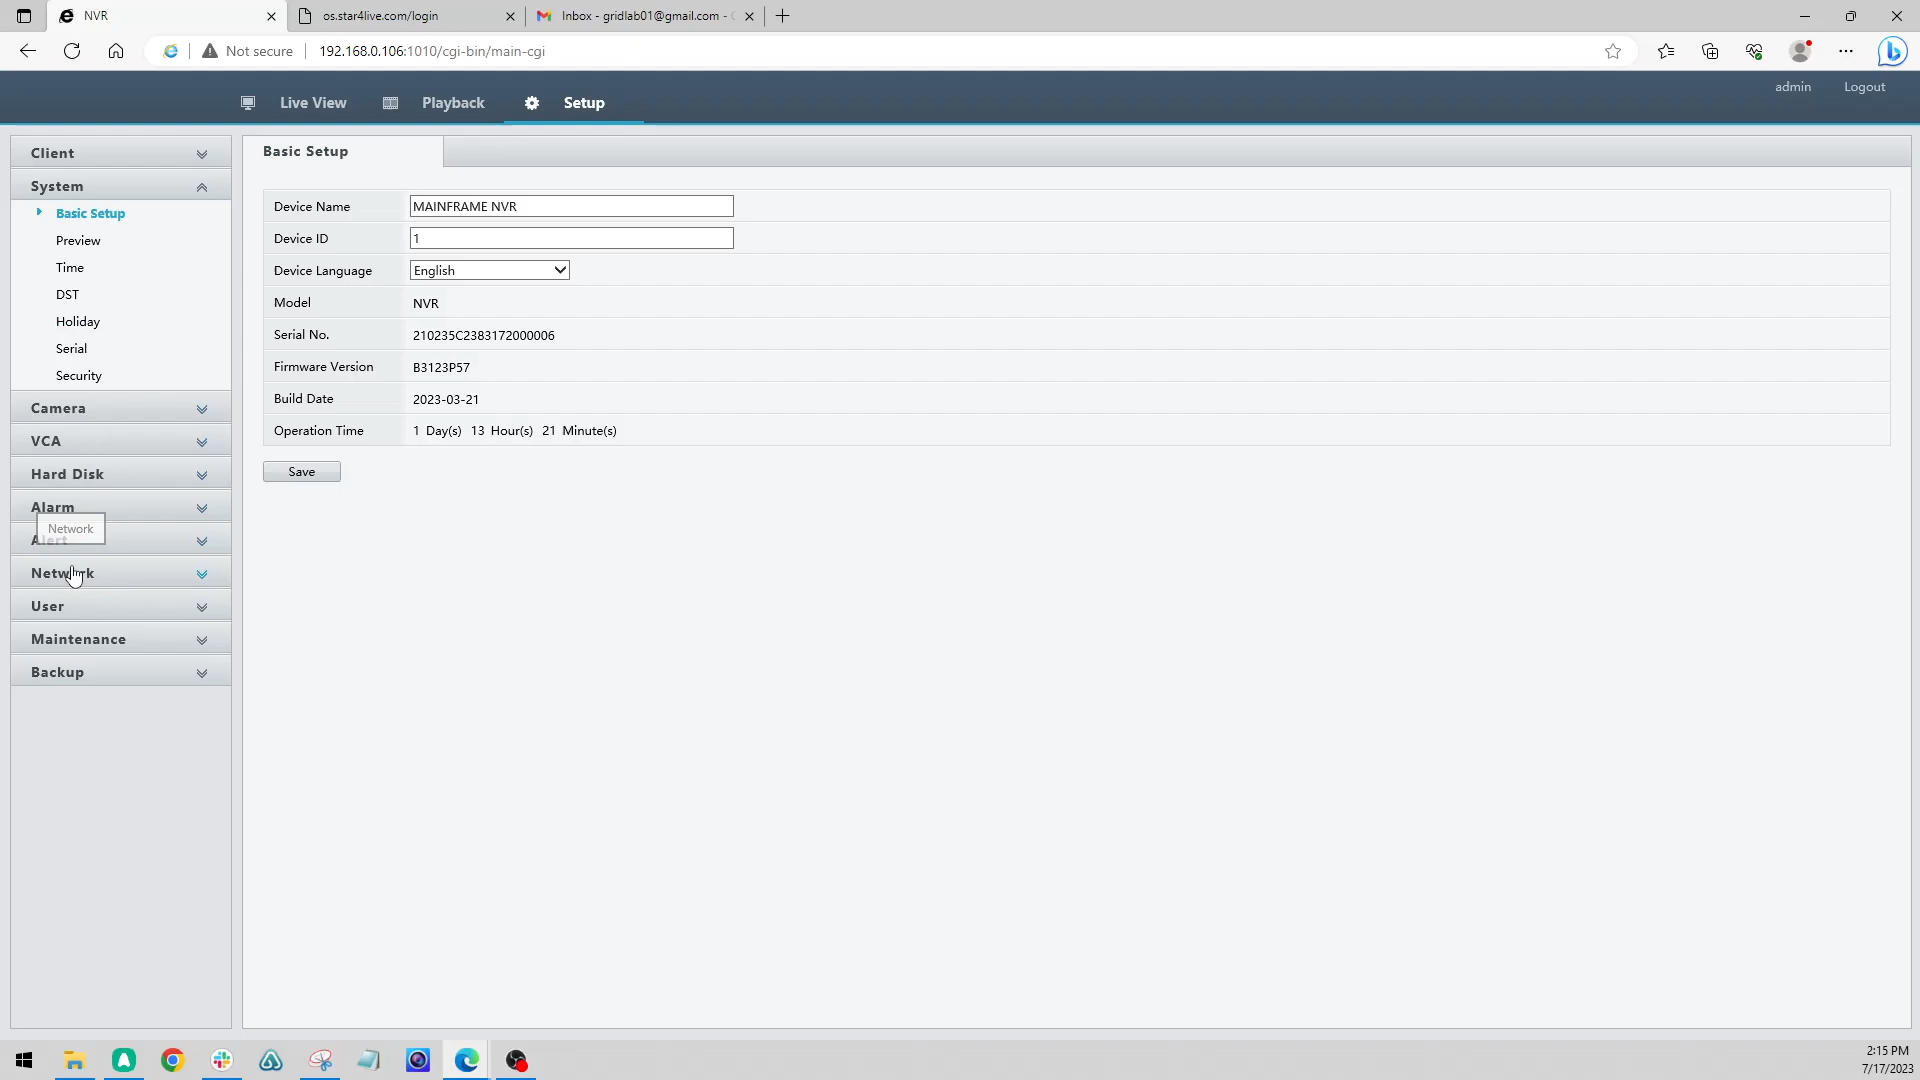 NVR
os.star4live.com/login
Inbox - gridlab01@gmail.com -
Not secure
192.168.0.106:1010/cgi-bin/main-cgi
Live View
Playback
Setup
admin
Logout
Client
System
Basic Setup
Preview
Time
DST
Holiday
Serial
Security
Camera
VCA
Hard Disk
Alarm
Network
Alert
Network
User
Maintenance
Backup
Basic Setup
Device Name MAINFRAME NVR
Device ID 1
Device Language English
Model NVR
Serial No. 210235C2383172000006
Firmware Version B3123P57
Build Date 2023-03-21
Operation Time 1 Day(s) 13 Hour(s) 21 Minute(s)
Save
2:15 PM
7/17/2023